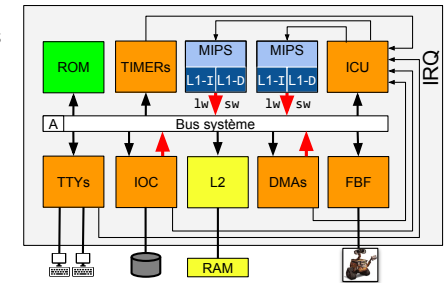 s
ROM
TIMERs
MIPS
L1-I L1-D
MIPS
L1-I L1-D
ICU
IRQ
lw sw
lw sw
A
Bus système
TTYs
IOC
L2
DMAs
FBF
RAM